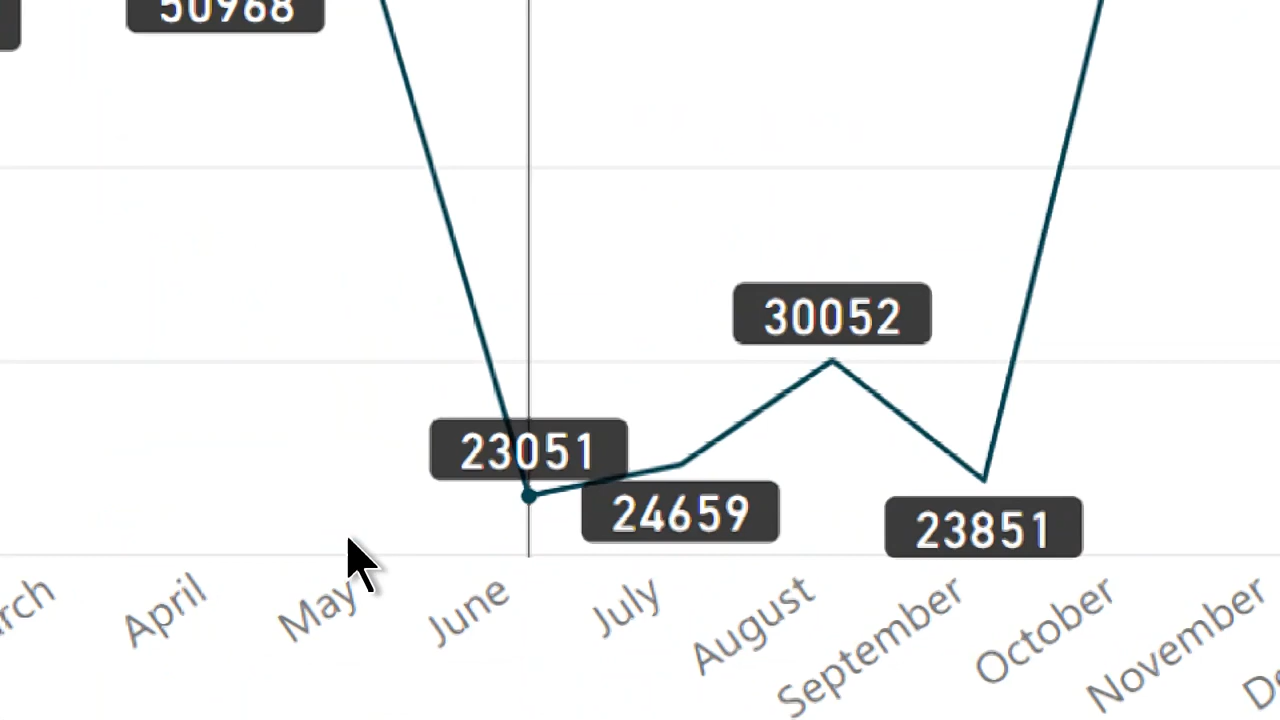 50968
30052
23051
24659
23851
April
May
June
July
August
September
October
November